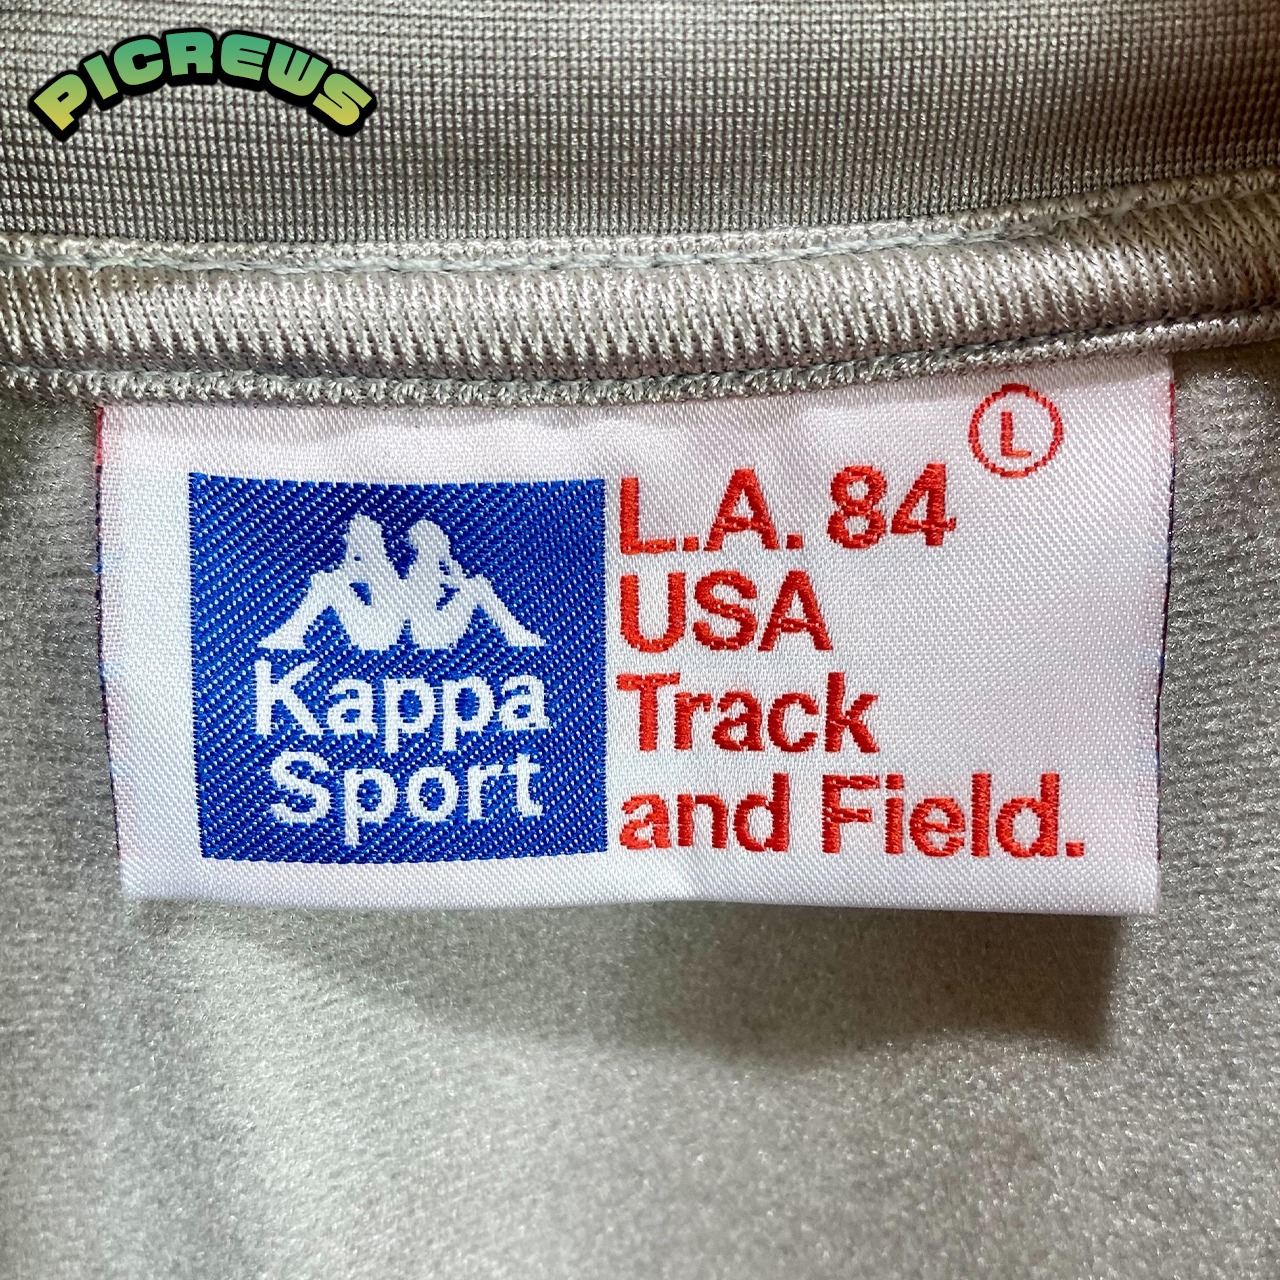 PICREWS
L
L.A. 84
USA
Track
and Field.
Kappa
Sport